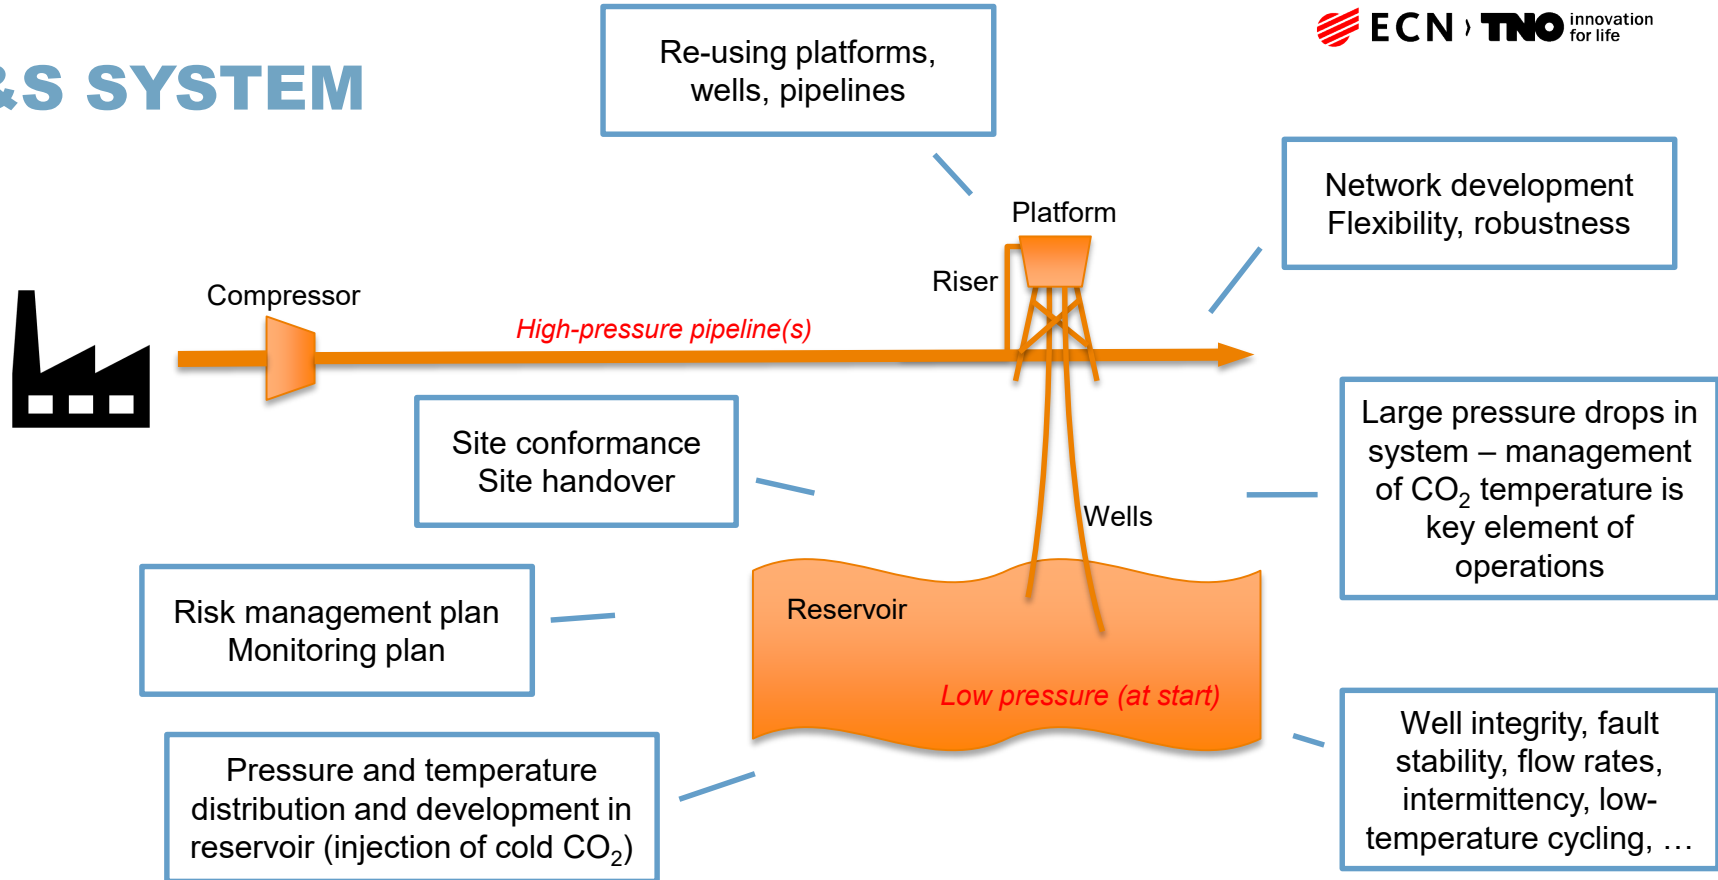 &S SYSTEM
ECN TNO innovation
for life
Re-using platforms,
wells, pipelines
Network development
Flexibility, robustness
Platform
Riser
Compressor
High-pressure pipeline(s)
Site conformance
Site handover
Large pressure drops in
system – management
of CO₂ temperature is
key element of
operations
Wells
Risk management plan
Monitoring plan
Reservoir
Low pressure (at start)
Well integrity, fault
stability, flow rates,
intermittency, low-
temperature cycling, …
Pressure and temperature
distribution and development in
reservoir (injection of cold CO₂)